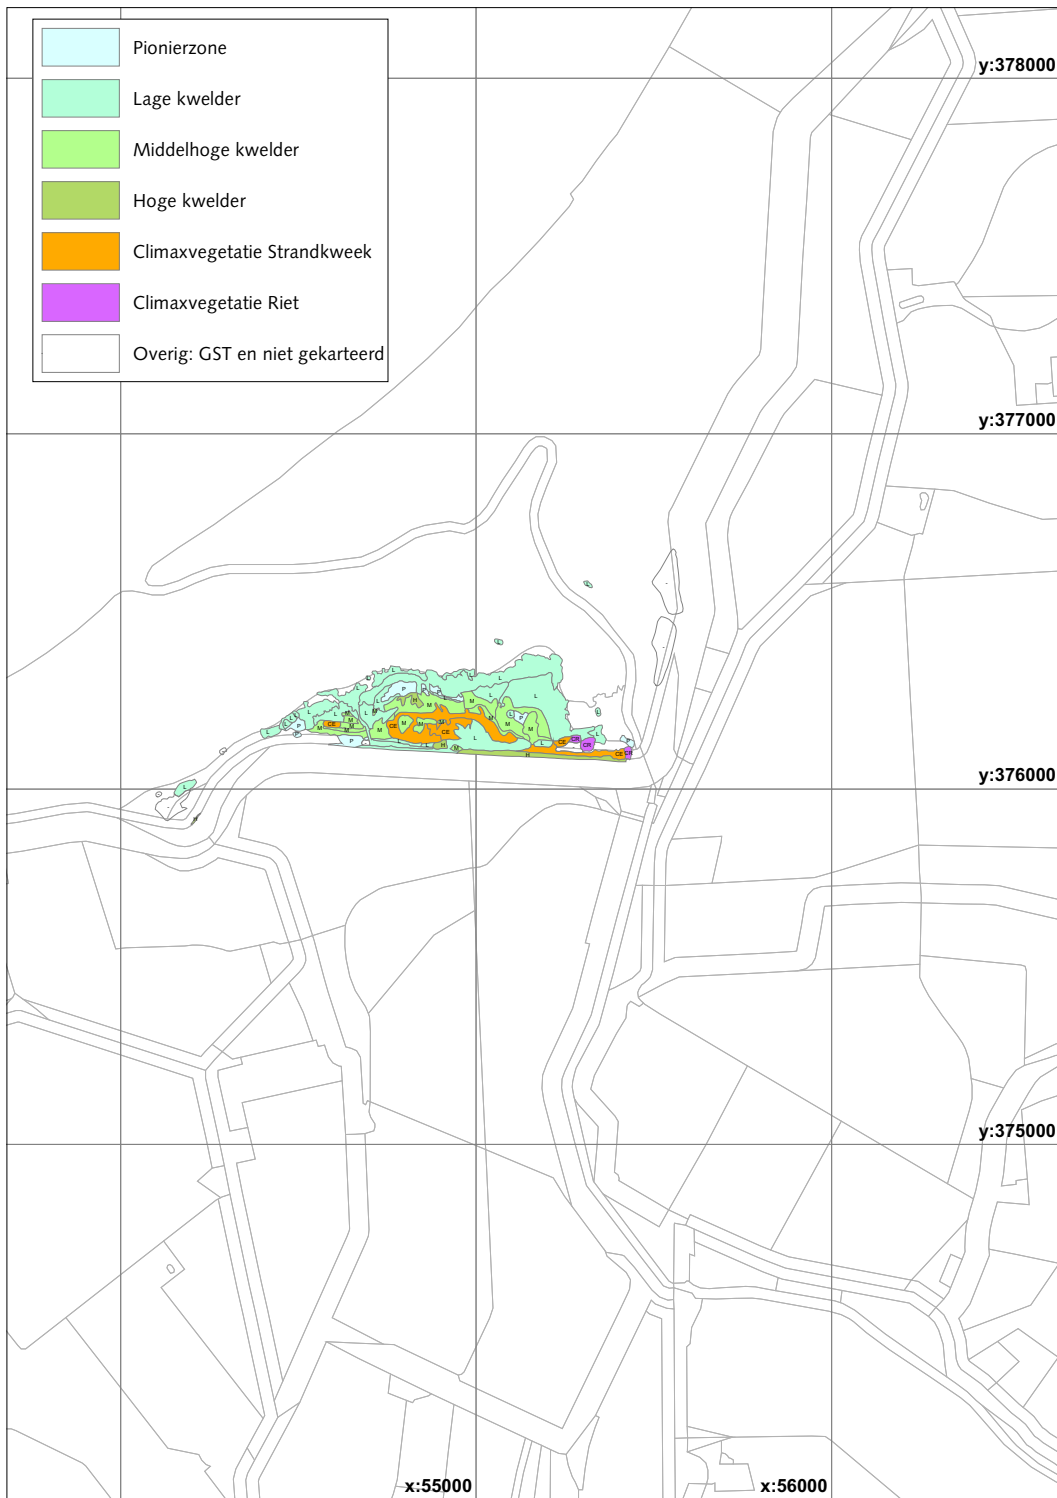 Pionierzone
Lage kwelder
Middelhoge kwelder
Hoge kwelder
Climaxvegetatie Strandkweek
Climaxvegetatie Riet
Overig: GST en niet gekarteerd
y:378000
y:377000
y:376000
y:375000
x:55000
x:56000